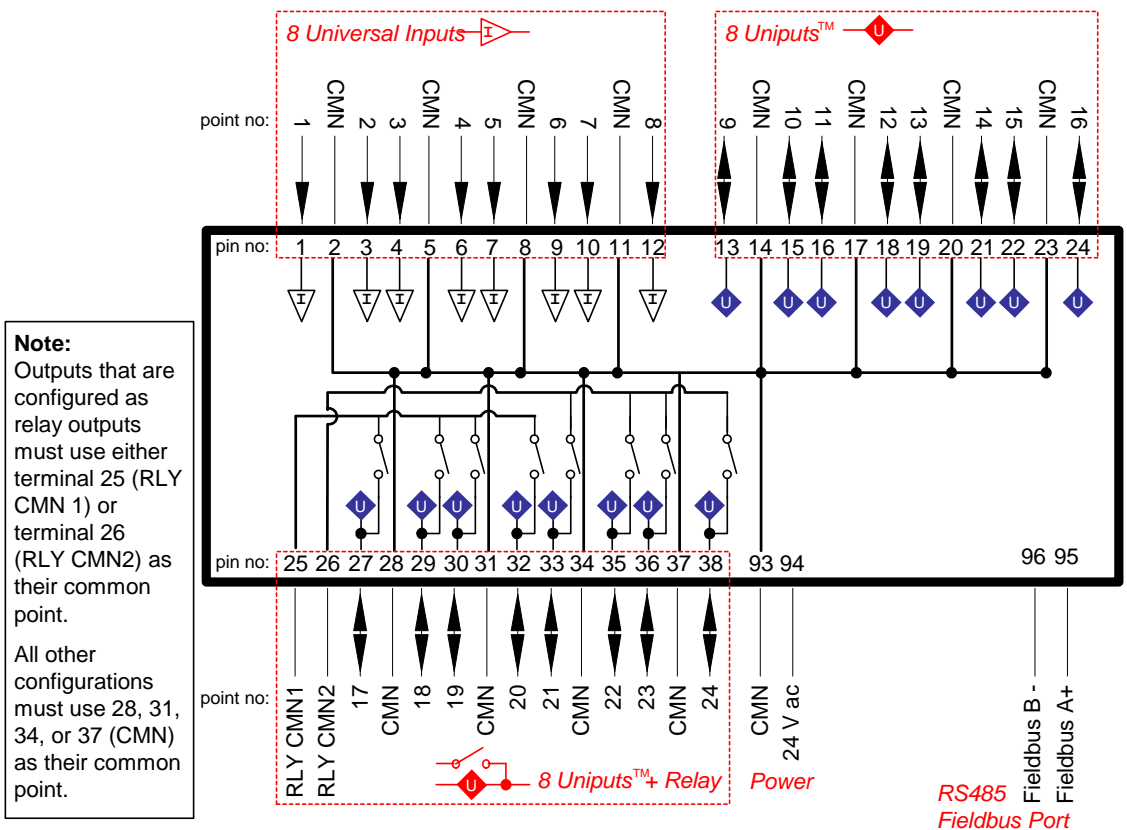 8 Universal Inputs
I
8 Uniputs™
U
point no:
1 CMN 2 3 CMN 4 5 CMN 6 7 CMN 8
9 CMN 10 11 CMN 12 13 CMN 14 15 CMN 16
pin no:
1 2 3 4 5 6 7 8 9 10 11 12
13 14 15 16 17 18 19 20 21 22 23 24
I I I I I I I I
U U U U U U U U
Note:
Outputs that are
configured as
relay outputs
must use either
terminal 25 (RLY
CMN 1) or
terminal 26
(RLY CMN2) as
their common
point.
All other
configurations
must use 28, 31,
34, or 37 (CMN)
as their common
point.
U U U U U U U U
pin no:
25 26 27 28 29 30 31 32 33 34 35 36 37 38
93 94
96 95
point no:
RLY CMN1 RLY CMN2 17 CMN 18 19 CMN 20 21 CMN 22 23 CMN 24
CMN 24 V ac
Fieldbus B - Fieldbus A+
U
8 Uniputs™+ Relay
Power
RS485
Fieldbus Port